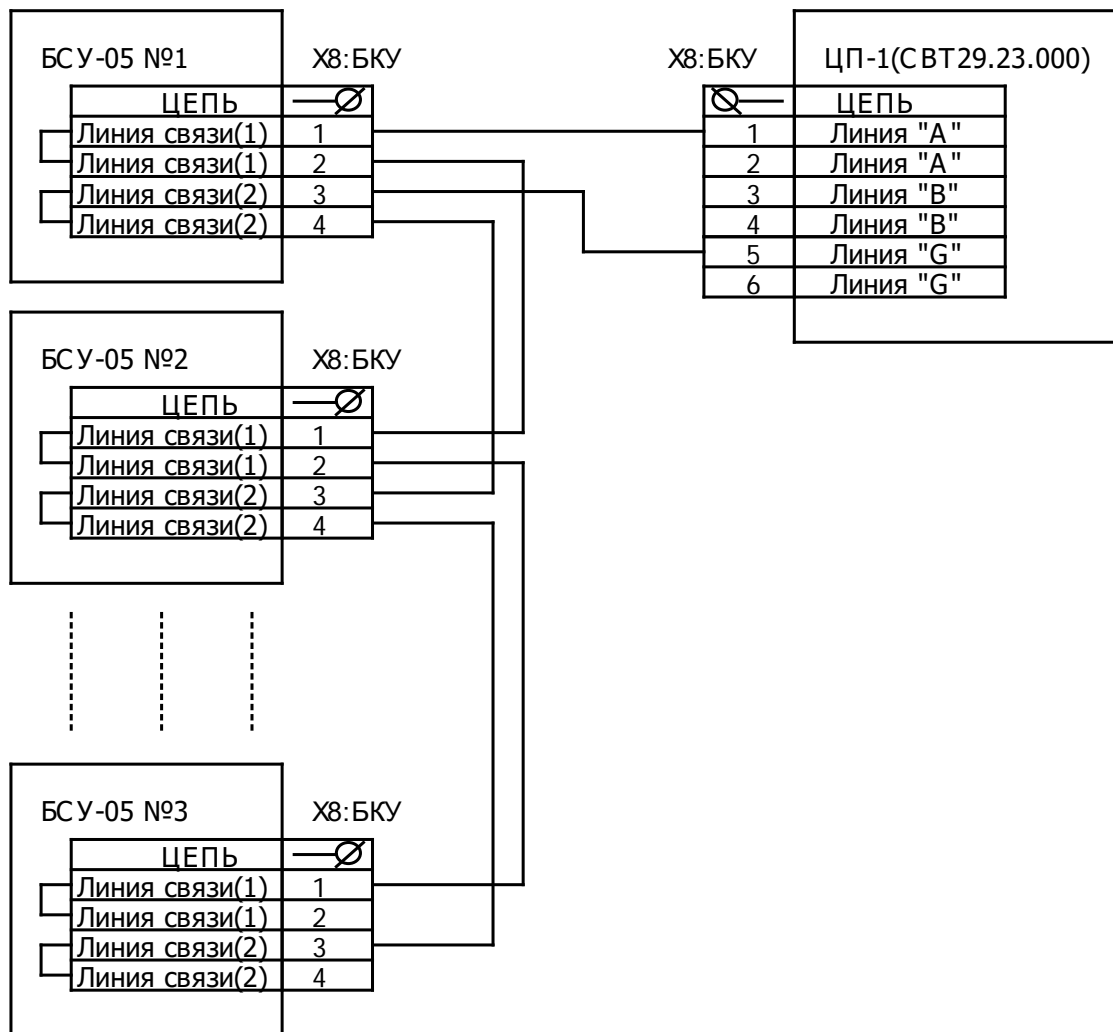 БСУ-05 №1 X8:БКУ
ЦЕПЬ
Линия связи(1) 1
Линия связи(1) 2
Линия связи(2) 3
Линия связи(2) 4
X8:БКУ ЦП-1(СВТ29.23.000)
ЦЕПЬ
1 Линия "A"
2 Линия "A"
3 Линия "B"
4 Линия "B"
5 Линия "G"
6 Линия "G"
БСУ-05 №2 X8:БКУ
ЦЕПЬ
Линия связи(1) 1
Линия связи(1) 2
Линия связи(2) 3
Линия связи(2) 4
БСУ-05 №3 X8:БКУ
ЦЕПЬ
Линия связи(1) 1
Линия связи(1) 2
Линия связи(2) 3
Линия связи(2) 4